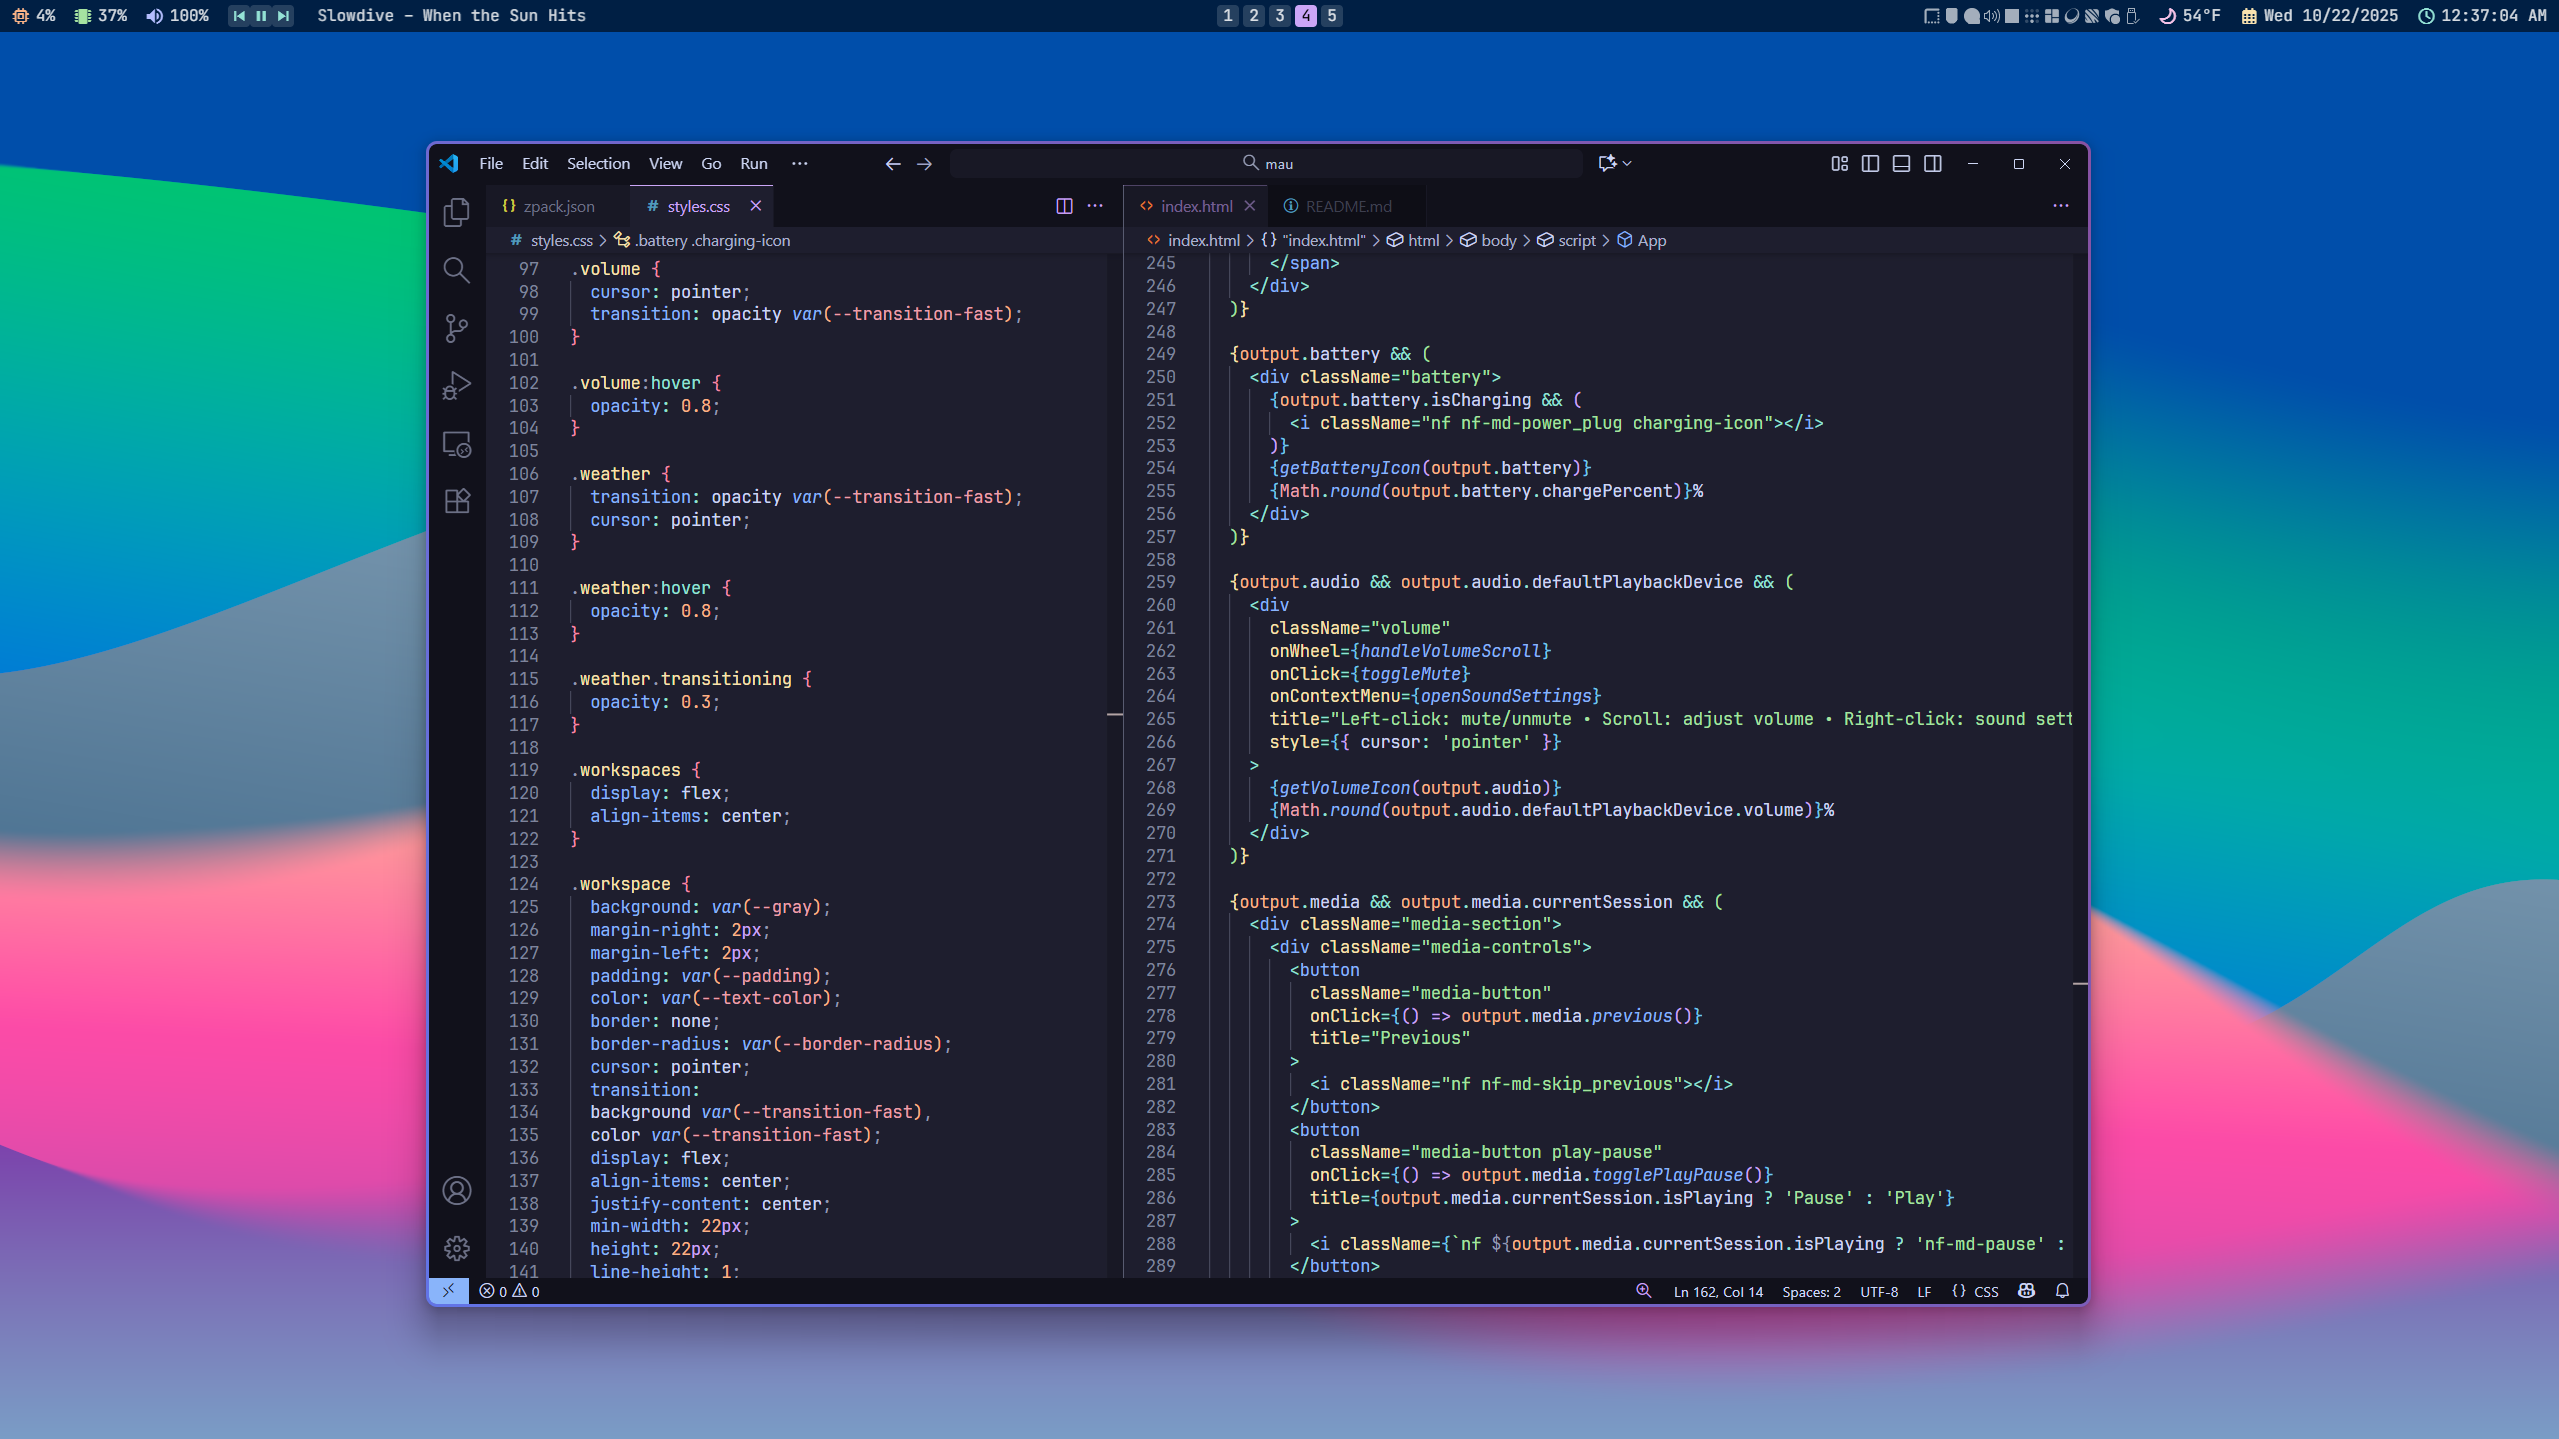 4% 37% 100% Slowdive - When the Sun Hits
1 2 3 4 5
54°F Wed 10/22/2025 12:37:04 AM
File Edit Selection View Go Run ···
mau
{} zpack.json
# styles.css
<> index.html
README.md
# styles.css > .battery .charging-icon
97 .volume {
98 cursor: pointer;
99 transition: opacity var(--transition-fast);
100 }
101
102 .volume:hover {
103 opacity: 0.8;
104 }
105
106 .weather {
107 transition: opacity var(--transition-fast);
108 cursor: pointer;
109 }
110
111 .weather:hover {
112 opacity: 0.8;
113 }
114
115 .weather.transitioning {
116 opacity: 0.3;
117 }
118
119 .workspaces {
120 display: flex;
121 align-items: center;
122 }
123
124 .workspace {
125 background: var(--gray);
126 margin-right: 2px;
127 margin-left: 2px;
128 padding: var(--padding);
129 color: var(--text-color);
130 border: none;
131 border-radius: var(--border-radius);
132 cursor: pointer;
133 transition:
134 background var(--transition-fast),
135 color var(--transition-fast);
136 display: flex;
137 align-items: center;
138 justify-content: center;
139 min-width: 22px;
140 height: 22px;
141 line-height: 1;
<> index.html > {} "index.html" > html > body > script > App
245 </span>
246 </div>
247 )}
248
249 {output.battery && (
250 <div className="battery">
251 {output.battery.isCharging && (
252 <i className="nf nf-md-power_plug charging-icon"></i>
253 )}
254 {getBatteryIcon(output.battery)}
255 {Math.round(output.battery.chargePercent)}%
256 </div>
257 )}
258
259 {output.audio && output.audio.defaultPlaybackDevice && (
260 <div
261 className="volume"
262 onWheel={handleVolumeScroll}
263 onClick={toggleMute}
264 onContextMenu={openSoundSettings}
265 title="Left-click: mute/unmute • Scroll: adjust volume • Right-click: sound sett
266 style={{ cursor: 'pointer' }}
267 >
268 {getVolumeIcon(output.audio)}
269 {Math.round(output.audio.defaultPlaybackDevice.volume)}%
270 </div>
271 )}
272
273 {output.media && output.media.currentSession && (
274 <div className="media-section">
275 <div className="media-controls">
276 <button
277 className="media-button"
278 onClick={() => output.media.previous()}
279 title="Previous"
280 >
281 <i className="nf nf-md-skip_previous"></i>
282 </button>
283 <button
284 className="media-button play-pause"
285 onClick={() => output.media.togglePlayPause()}
286 title={output.media.currentSession.isPlaying ? 'Pause' : 'Play'}
287 >
288 <i className={`nf ${output.media.currentSession.isPlaying ? 'nf-md-pause' :
289 </button>
0 0
Ln 162, Col 14 Spaces: 2 UTF-8 LF {} CSS